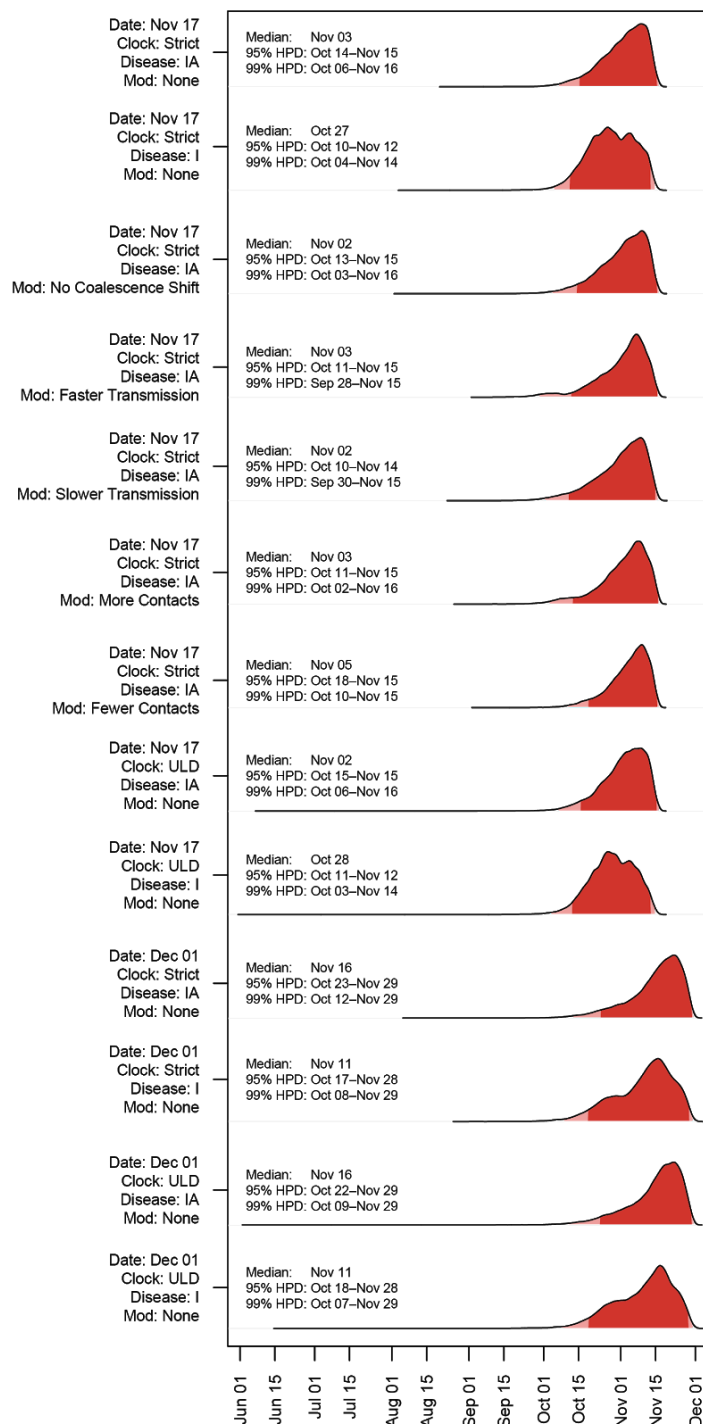 Date: Nov 17
Clock: Strict
Disease: IA
Mod: None
Median: Nov 03
95% HPD: Oct 14–Nov 15
99% HPD: Oct 06–Nov 16
Date: Nov 17
Clock: Strict
Disease: I
Mod: None
Median: Oct 27
95% HPD: Oct 10–Nov 12
99% HPD: Oct 04–Nov 14
Date: Nov 17
Clock: Strict
Disease: IA
Mod: No Coalescence Shift
Median: Nov 02
95% HPD: Oct 13–Nov 15
99% HPD: Oct 03–Nov 16
Date: Nov 17
Clock: Strict
Disease: IA
Mod: Faster Transmission
Median: Nov 03
95% HPD: Oct 11–Nov 15
99% HPD: Sep 28–Nov 15
Date: Nov 17
Clock: Strict
Disease: IA
Mod: Slower Transmission
Median: Nov 02
95% HPD: Oct 10–Nov 14
99% HPD: Sep 30–Nov 15
Date: Nov 17
Clock: Strict
Disease: IA
Mod: More Contacts
Median: Nov 03
95% HPD: Oct 11–Nov 15
99% HPD: Oct 02–Nov 16
Date: Nov 17
Clock: Strict
Disease: IA
Mod: Fewer Contacts
Median: Nov 05
95% HPD: Oct 18–Nov 15
99% HPD: Oct 10–Nov 15
Date: Nov 17
Clock: ULD
Disease: IA
Mod: None
Median: Nov 02
95% HPD: Oct 15–Nov 15
99% HPD: Oct 06–Nov 16
Date: Nov 17
Clock: ULD
Disease: I
Mod: None
Median: Oct 28
95% HPD: Oct 11–Nov 12
99% HPD: Oct 03–Nov 14
Date: Dec 01
Clock: Strict
Disease: IA
Mod: None
Median: Nov 16
95% HPD: Oct 23–Nov 29
99% HPD: Oct 12–Nov 29
Date: Dec 01
Clock: Strict
Disease: I
Mod: None
Median: Nov 11
95% HPD: Oct 17–Nov 28
99% HPD: Oct 08–Nov 29
Date: Dec 01
Clock: ULD
Disease: IA
Mod: None
Median: Nov 16
95% HPD: Oct 22–Nov 29
99% HPD: Oct 09–Nov 29
Date: Dec 01
Clock: ULD
Disease: I
Mod: None
Median: Nov 11
95% HPD: Oct 18–Nov 28
99% HPD: Oct 07–Nov 29
Jun 01
Jun 15
Jul 01
Jul 15
Aug 01
Aug 15
Sep 01
Sep 15
Oct 01
Oct 15
Nov 01
Nov 15
Dec 01